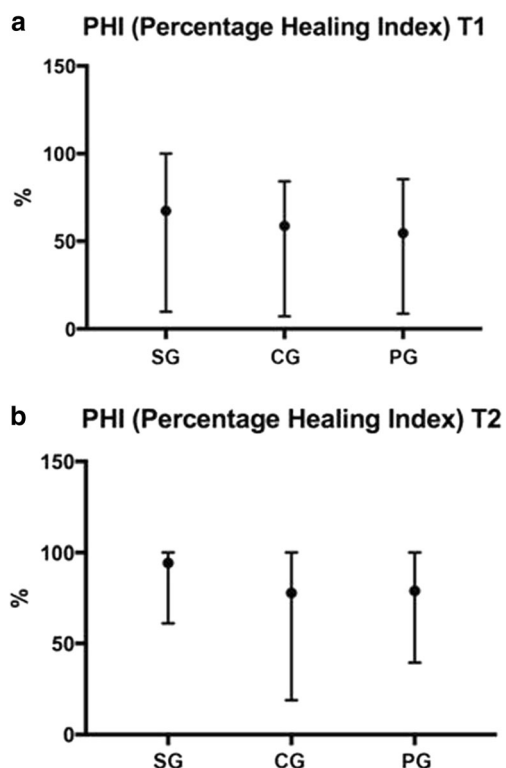 a
PHI (Percentage Healing Index) T1
150
100
%
50
0
SG CG PG
b
PHI (Percentage Healing Index) T2
150
100
%
50
0
SG CG PG